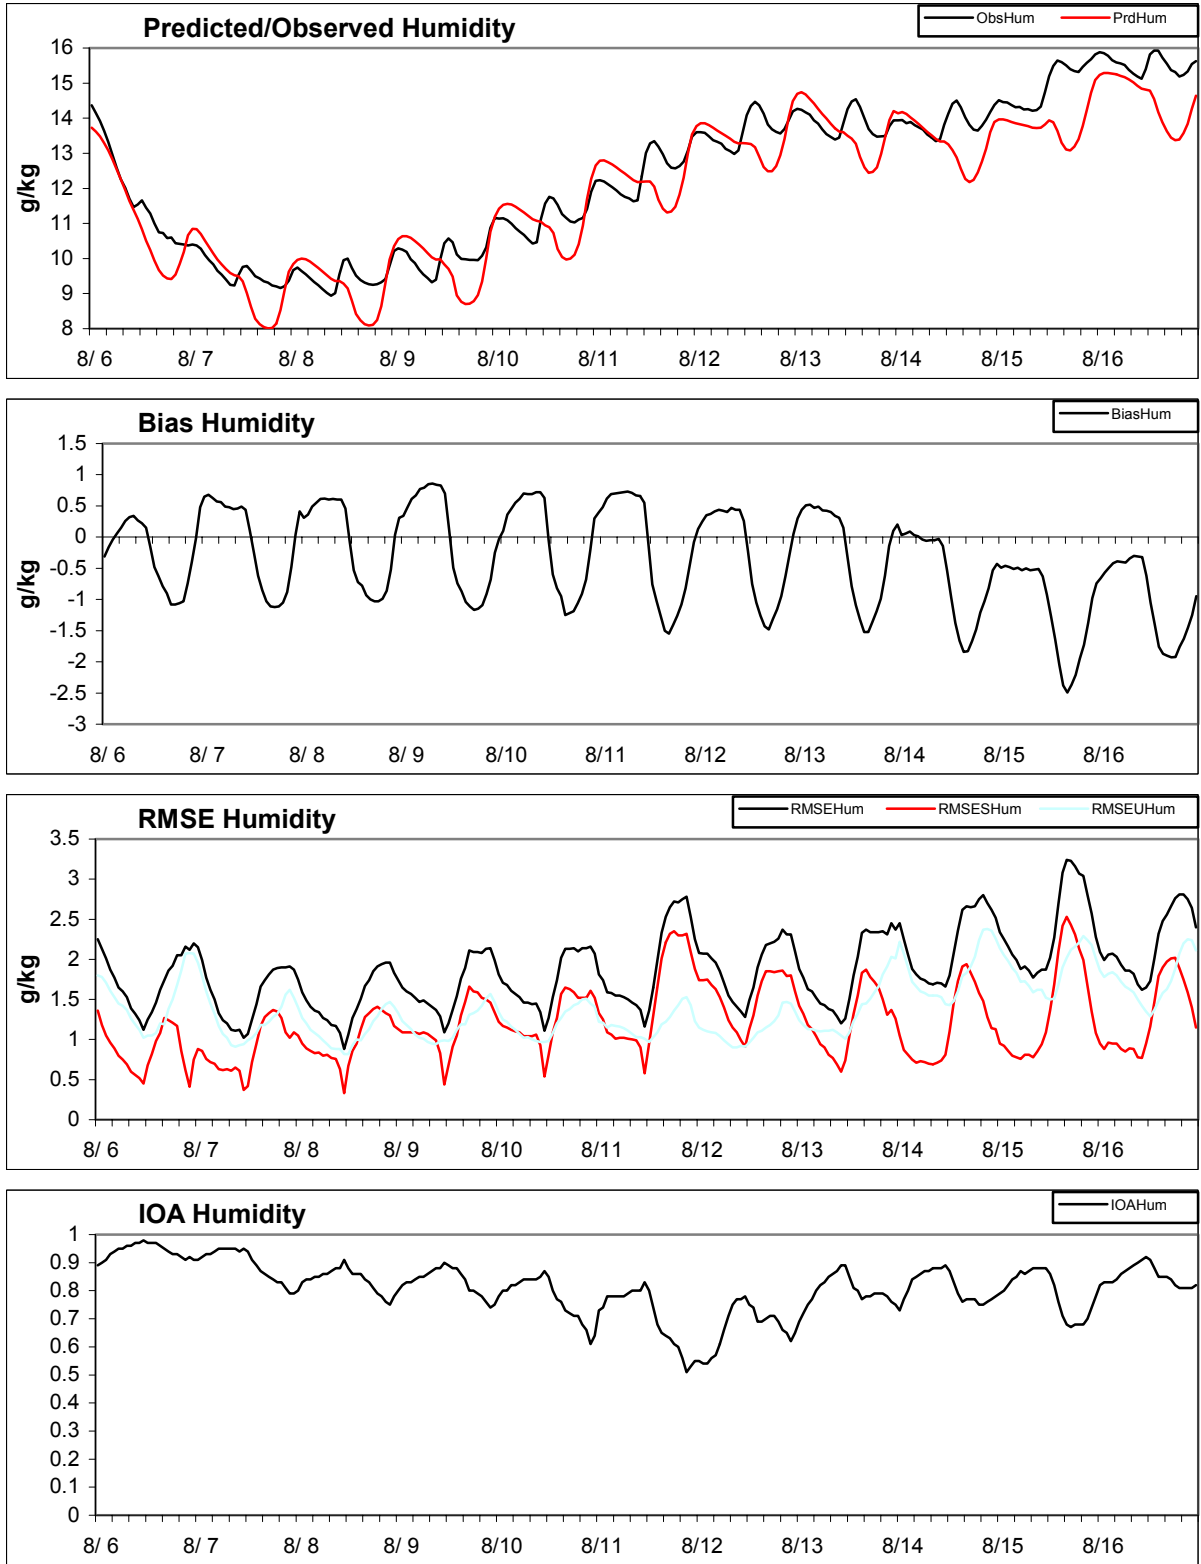 Predicted/Observed Humidity
ObsHum PrdHum
16
15
14
13
12
11
10
9
8
g/kg
8/ 6 8/ 7 8/ 8 8/ 9 8/10 8/11 8/12 8/13 8/14 8/15 8/16
Bias Humidity
BiasHum
1.5
1
0.5
0
-0.5
-1
-1.5
-2
-2.5
-3
g/kg
8/ 6 8/ 7 8/ 8 8/ 9 8/10 8/11 8/12 8/13 8/14 8/15 8/16
RMSE Humidity
RMSEHum RMSESHum RMSEUHum
3.5
3
2.5
2
1.5
1
0.5
0
g/kg
8/ 6 8/ 7 8/ 8 8/ 9 8/10 8/11 8/12 8/13 8/14 8/15 8/16
IOA Humidity
IOAHum
1
0.9
0.8
0.7
0.6
0.5
0.4
0.3
0.2
0.1
0
8/ 6 8/ 7 8/ 8 8/ 9 8/10 8/11 8/12 8/13 8/14 8/15 8/16